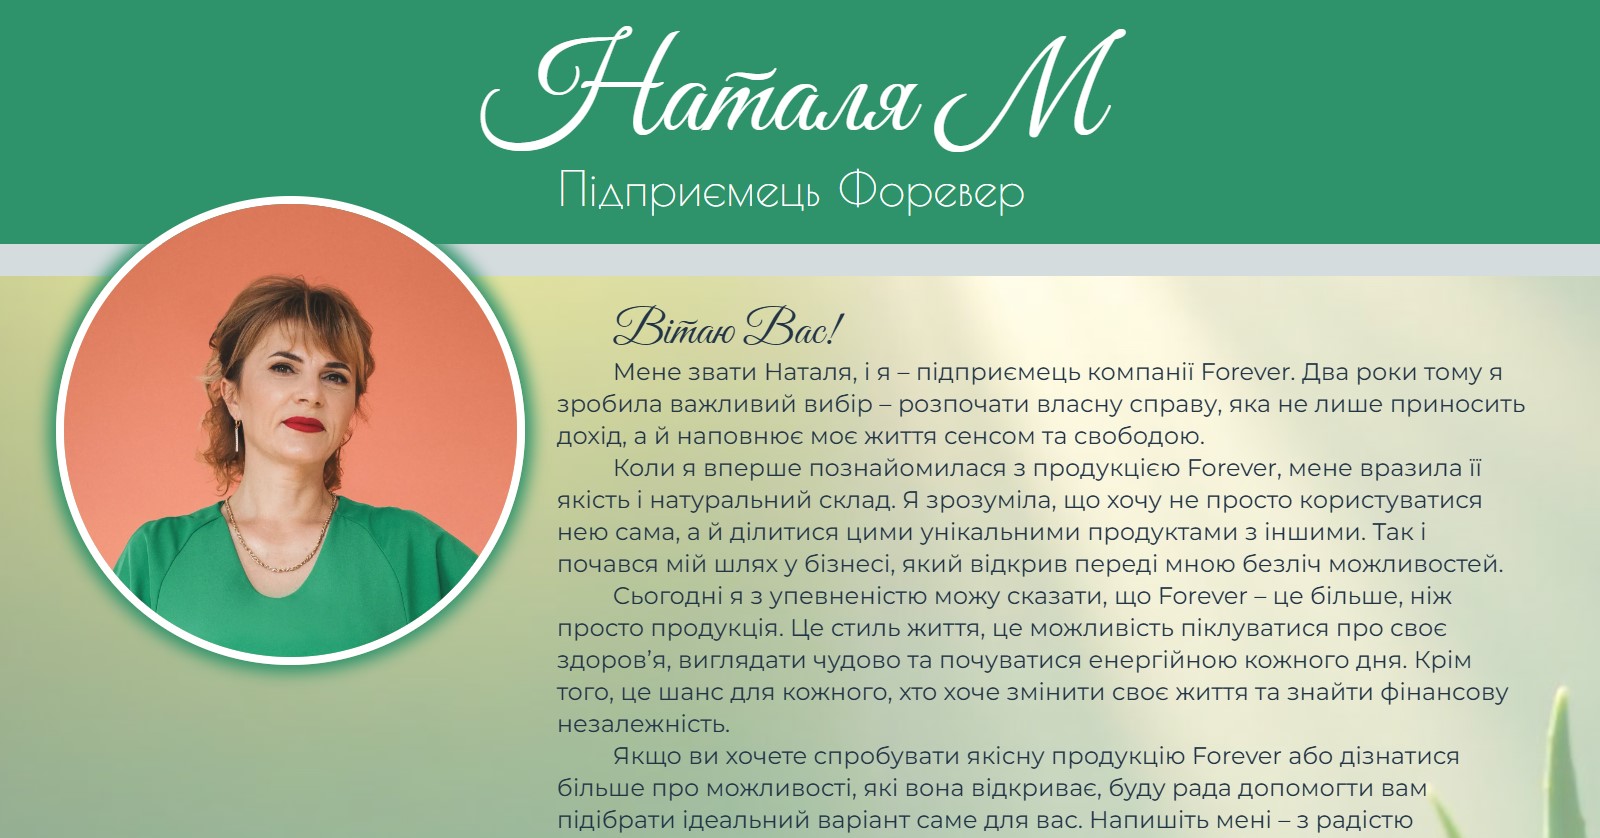 Наталя М
Підприємець Форевер
Вітаю Вас!
Мене звати Наталя, і я – підприємець компанії Forever. Два роки тому я
зробила важливий вибір – розпочати власну справу, яка не лише приносить
дохід, а й наповнює моє життя сенсом та свободою.
Коли я вперше познайомилася з продукцією Forever, мене вразила її
якість і натуральний склад. Я зрозуміла, що хочу не просто користуватися
нею сама, а й ділитися цими унікальними продуктами з іншими. Так і
почався мій шлях у бізнесі, який відкрив переді мною безліч можливостей.
Сьогодні я з упевненістю можу сказати, що Forever – це більше, ніж
просто продукція. Це стиль життя, це можливість піклуватися про своє
здоров’я, виглядати чудово та почуватися енергійною кожного дня. Крім
того, це шанс для кожного, хто хоче змінити своє життя та знайти фінансову
незалежність.
Якщо ви хочете спробувати якісну продукцію Forever або дізнатися
більше про можливості, які вона відкриває, буду рада допомогти вам
підібрати ідеальний варіант саме для вас. Напишіть мені – з радістю